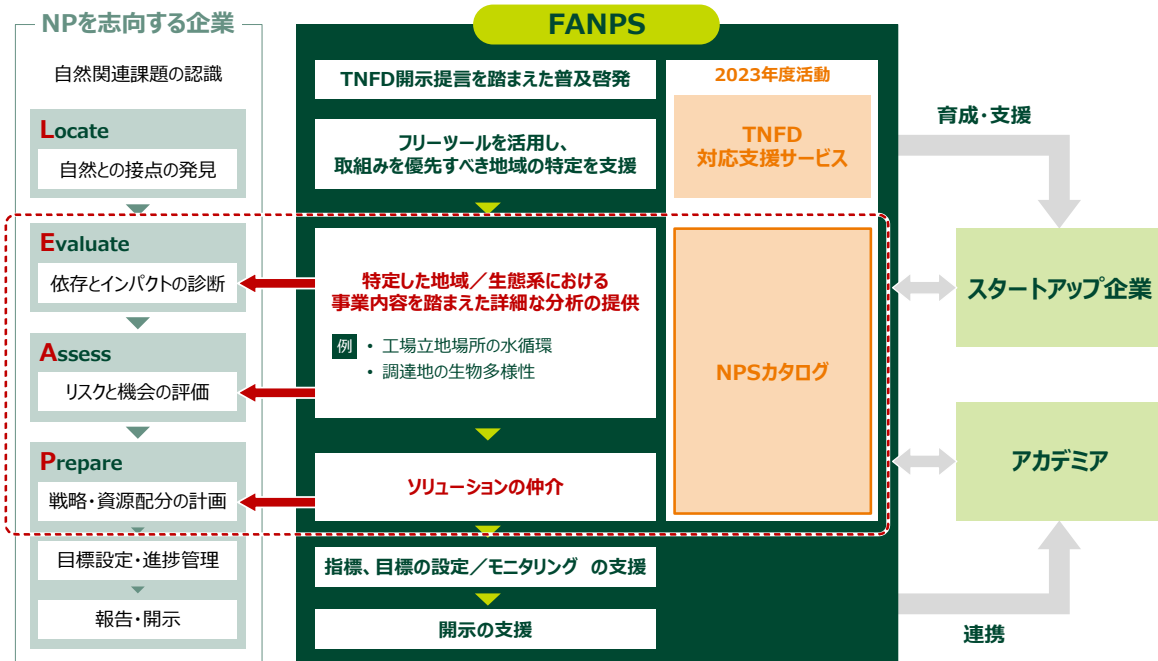 NPを志向する企業
自然関連課題の認識
Locate
自然との接点の発見
Evaluate
依存とインパクトの診断
Assess
リスクと機会の評価
Prepare
戦略・資源配分の計画
目標設定・進捗管理
報告・開示
FANPS
TNFD開示提言を踏まえた普及啓発
フリーツールを活用し、
取組みを優先すべき地域の特定を支援
特定した地域／生態系における
事業内容を踏まえた詳細な分析の提供
例 • 工場立地場所の水循環
• 調達地の生物多様性
ソリューションの仲介
指標、目標の設定／モニタリング の支援
開示の支援
2023年度活動
TNFD
対応支援サービス
NPSカタログ
育成・支援
スタートアップ企業
アカデミア
連携